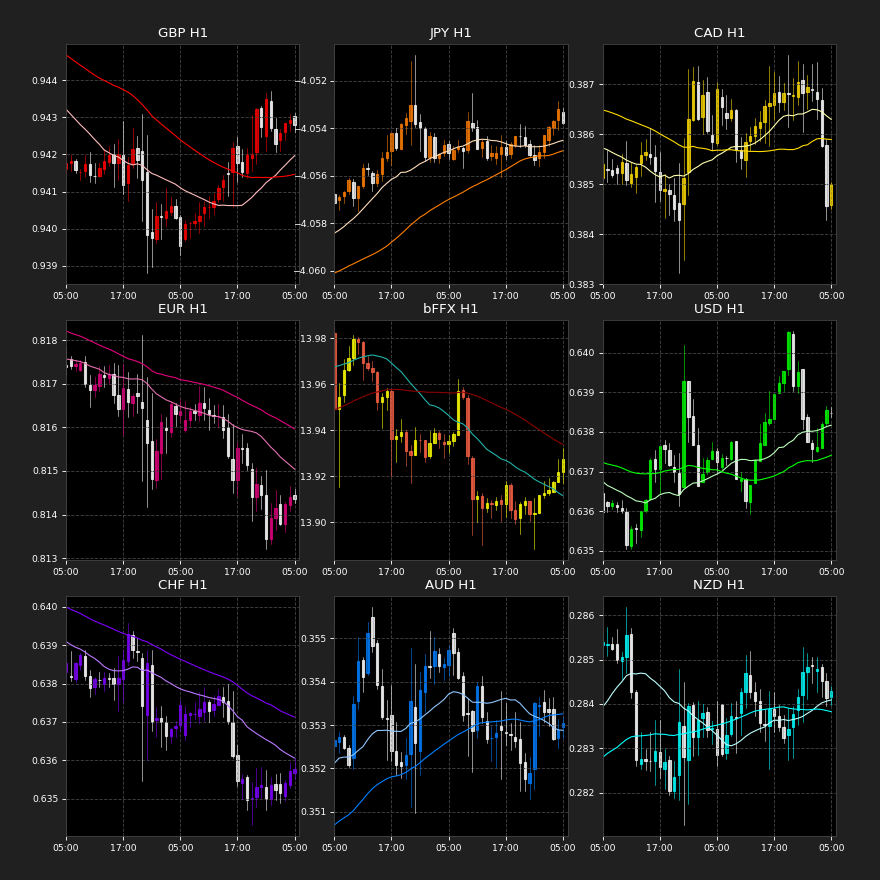 GBP H1
0.944
0.943
0.942
0.941
0.940
0.939
05:00 17:00 05:00 17:00 05:00
JPY H1
−4.052
−4.054
−4.056
−4.058
−4.060
05:00 17:00 05:00 17:00 05:00
CAD H1
0.387
0.386
0.385
0.384
0.383
05:00 17:00 05:00 17:00 05:00
EUR H1
0.818
0.817
0.816
0.815
0.814
0.813
05:00 17:00 05:00 17:00 05:00
bFFX H1
13.98
13.96
13.94
13.92
13.90
05:00 17:00 05:00 17:00 05:00
USD H1
0.640
0.639
0.638
0.637
0.636
0.635
05:00 17:00 05:00 17:00 05:00
CHF H1
0.640
0.639
0.638
0.637
0.636
0.635
05:00 17:00 05:00 17:00 05:00
AUD H1
0.355
0.354
0.353
0.352
0.351
05:00 17:00 05:00 17:00 05:00
NZD H1
0.286
0.285
0.284
0.283
0.282
05:00 17:00 05:00 17:00 05:00